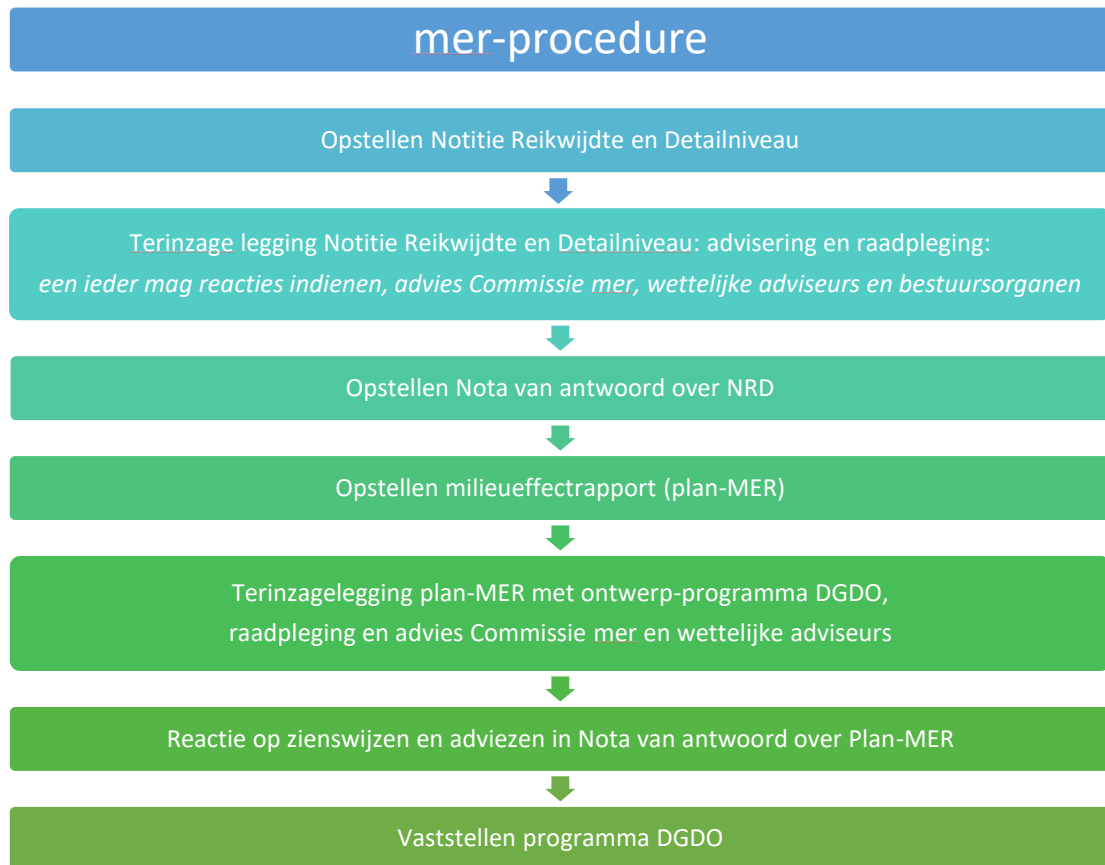 mer-procedure
Opstellen Notitie Reikwijdte en Detailniveau
Terinzage legging Notitie Reikwijdte en Detailniveau: advisering en raadpleging:
een ieder mag reacties indienen, advies Commissie mer, wettelijke adviseurs en bestuursorganen
Opstellen Nota van antwoord over NRD
Opstellen milieueffectrapport (plan-MER)
Terinzagelegging plan-MER met ontwerp-programma DGDO,
raadpleging en advies Commissie mer en wettelijke adviseurs
Reactie op zienswijzen en adviezen in Nota van antwoord over Plan-MER
Vaststellen programma DGDO